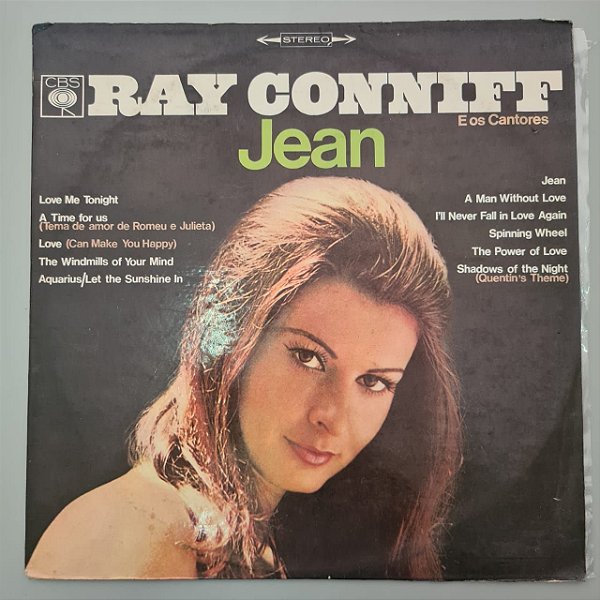 STEREO
CBS
RAY CONNIFF
E os Cantores
Jean
Love Me Tonight
A Time for us
(Tema de amor de Romeu e Julieta)
Love (Can Make You Happy)
The Windmills of Your Mind
Aquarius/Let the Sunshine In
Jean
A Man Without Love
I'll Never Fall in Love Again
Spinning Wheel
The Power of Love
Shadows of the Night
(Quentin's Theme)